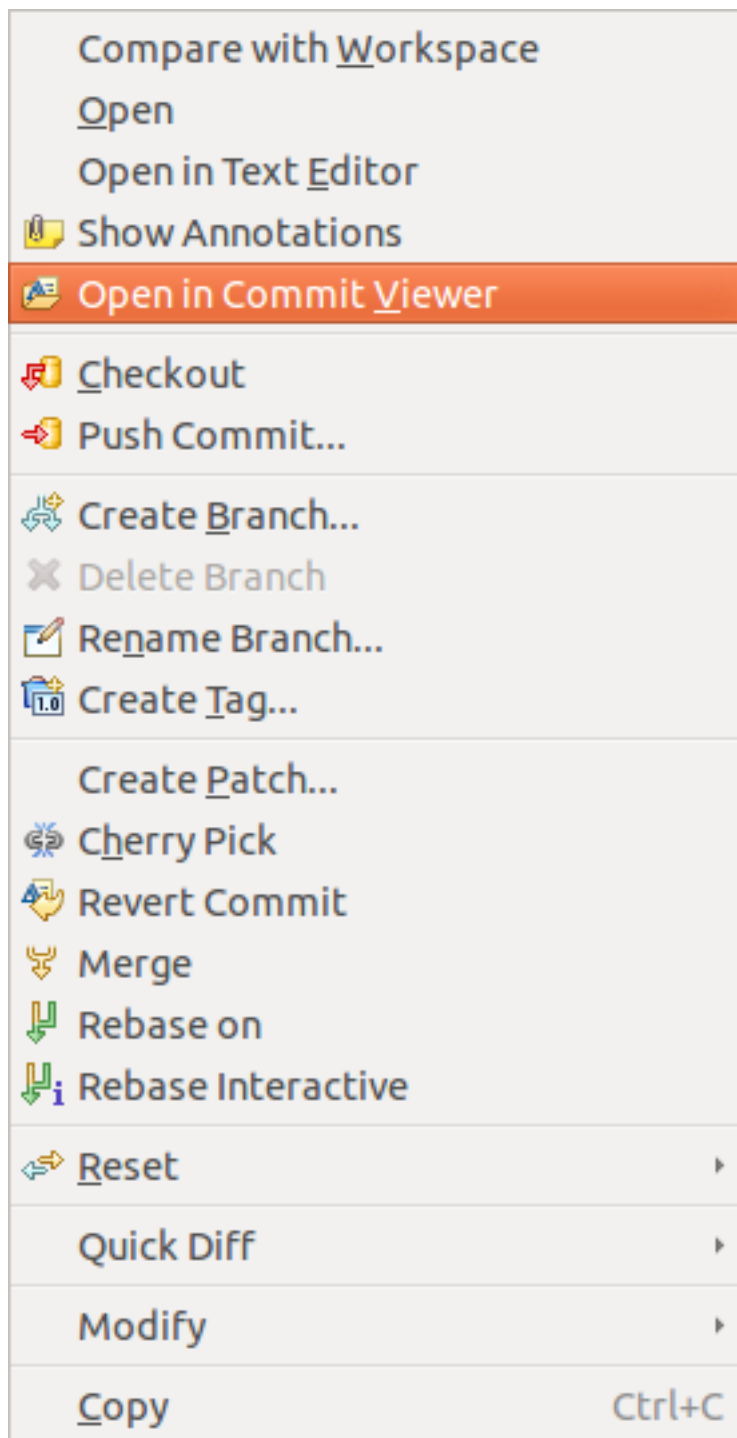 Compare with Workspace
Open
Open in Text Editor
Show Annotations
Open in Commit Viewer
Checkout
Push Commit...
Create Branch...
Delete Branch
Rename Branch...
1.0 Create Tag...
Create Patch...
Cherry Pick
Revert Commit
Merge
Rebase on
i Rebase Interactive
Reset
Quick Diff
Modify
Copy Ctrl+C